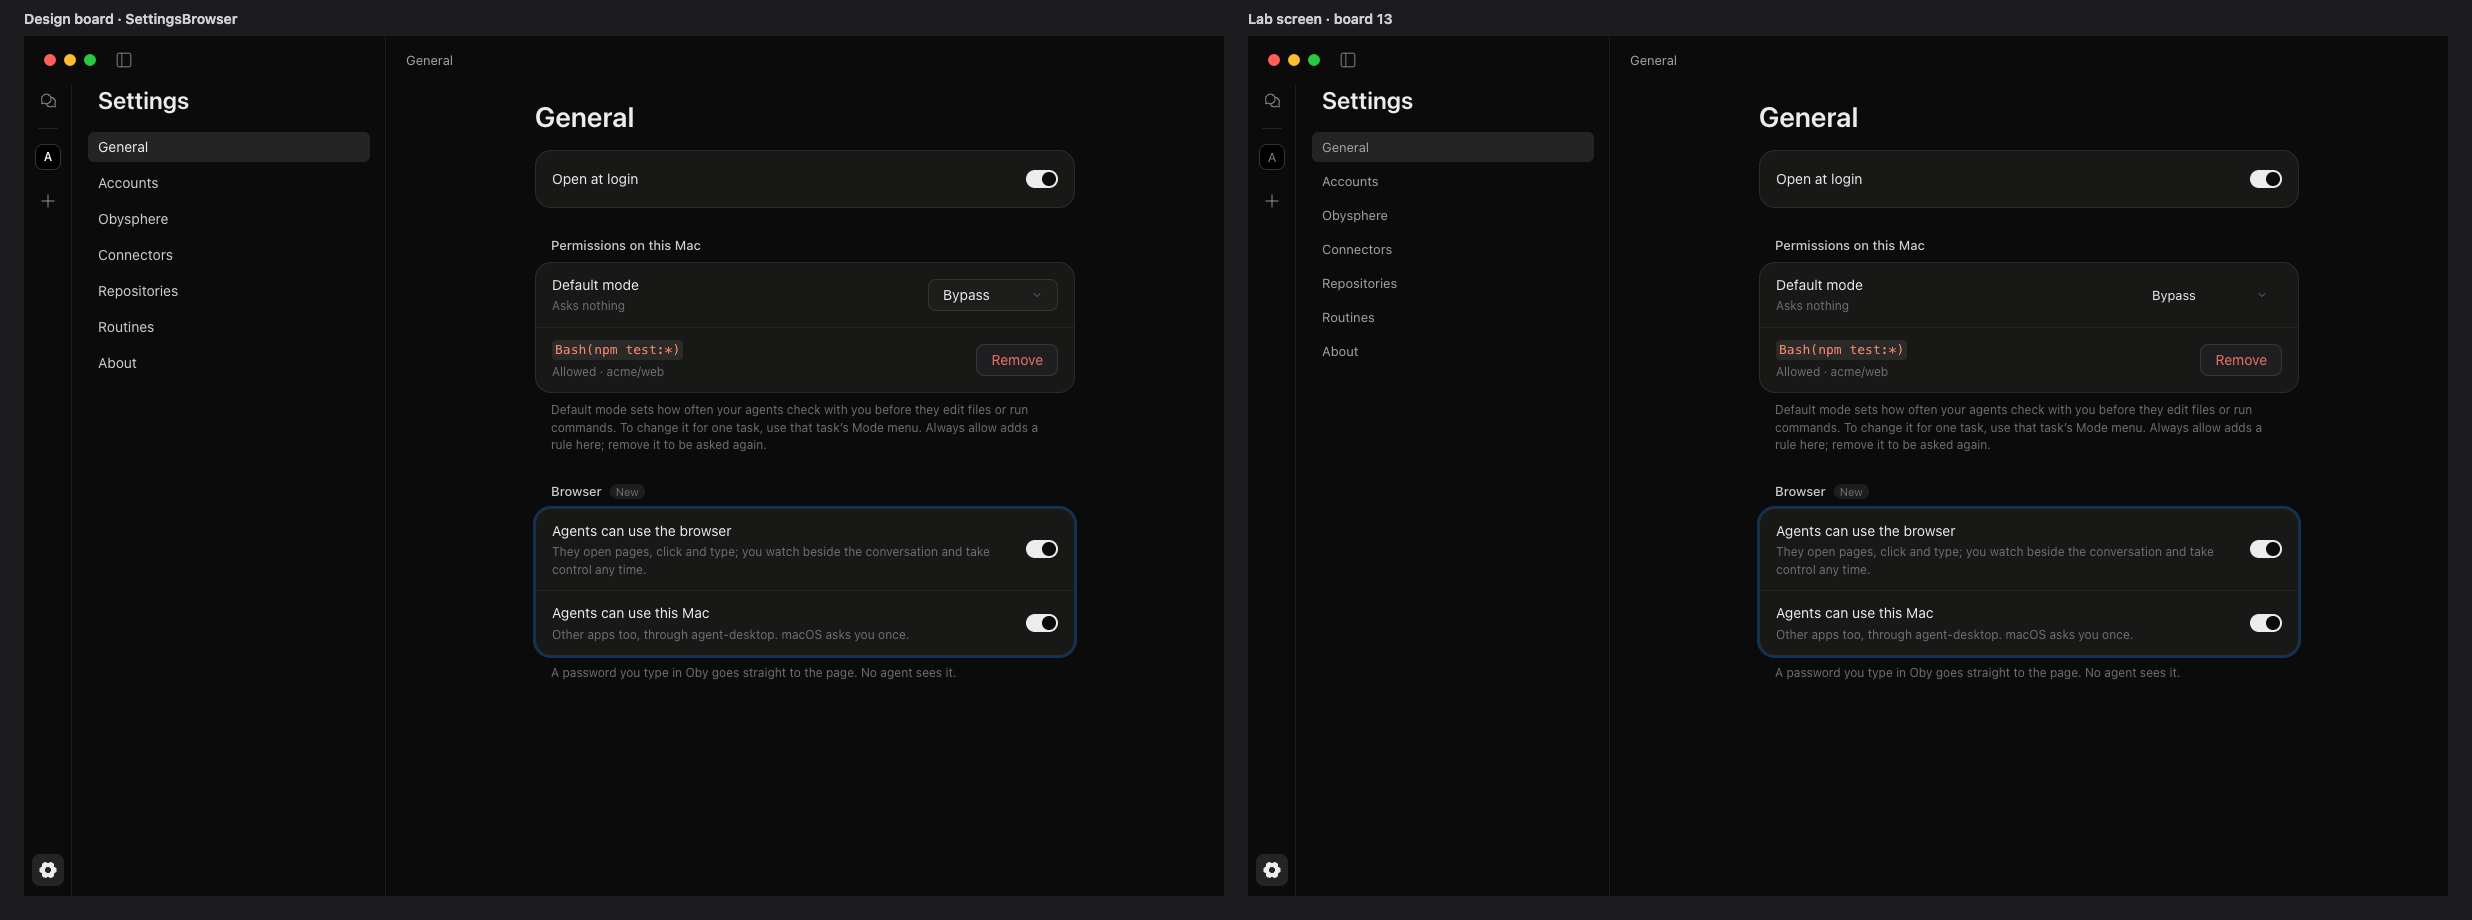 Design board · SettingsBrowser
General
Settings
General
Accounts
Obysphere
Connectors
Repositories
Routines
About
A
General
Open at login
Permissions on this Mac
Default mode
Asks nothing
Bypass
Bash(npm test:*)
Allowed · acme/web
Remove
Default mode sets how often your agents check with you before they edit files or run
commands. To change it for one task, use that task's Mode menu. Always allow adds a
rule here; remove it to be asked again.
Browser New
Agents can use the browser
They open pages, click and type; you watch beside the conversation and take
control any time.
Agents can use this Mac
Other apps too, through agent-desktop. macOS asks you once.
A password you type in Oby goes straight to the page. No agent sees it.
Lab screen · board 13
General
Settings
General
Accounts
Obysphere
Connectors
Repositories
Routines
About
A
General
Open at login
Permissions on this Mac
Default mode
Asks nothing
Bypass
Bash(npm test:*)
Allowed · acme/web
Remove
Default mode sets how often your agents check with you before they edit files or run
commands. To change it for one task, use that task's Mode menu. Always allow adds a
rule here; remove it to be asked again.
Browser New
Agents can use the browser
They open pages, click and type; you watch beside the conversation and take
control any time.
Agents can use this Mac
Other apps too, through agent-desktop. macOS asks you once.
A password you type in Oby goes straight to the page. No agent sees it.